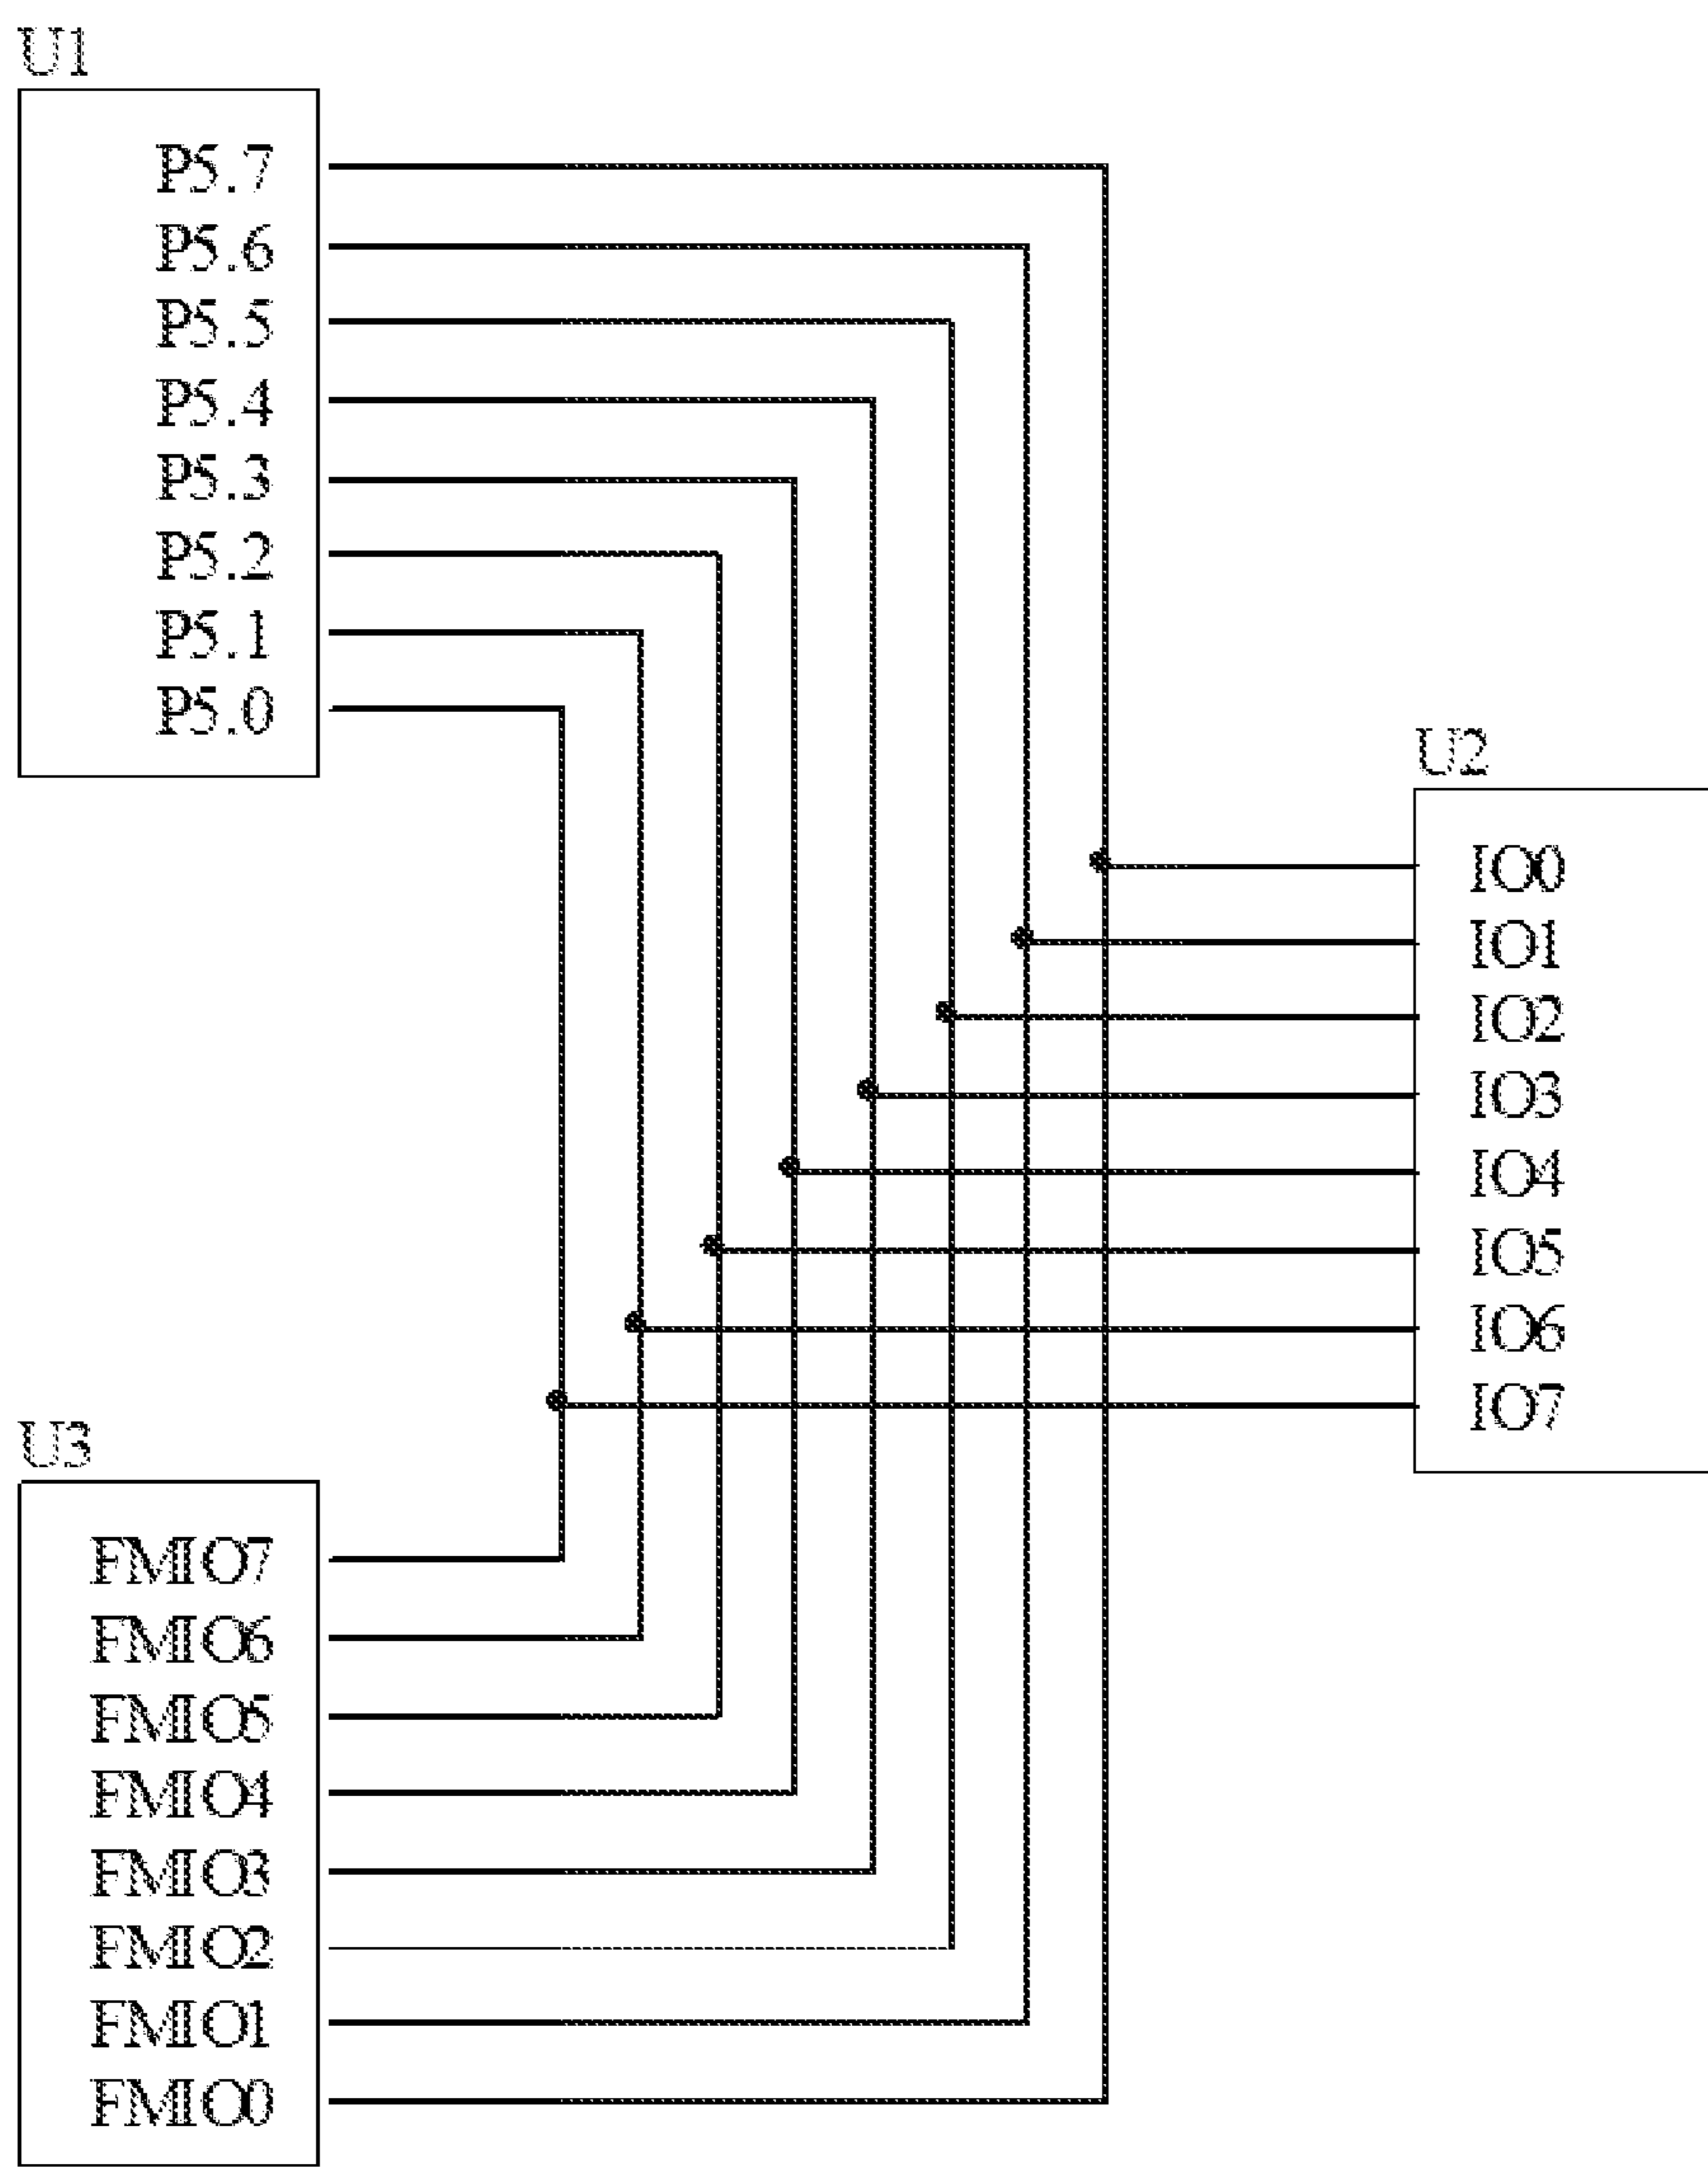 U1
P5.7
P5.6
P5.5
P5.4
P5.3
P5.2
P5.1
P5.0
U2
IO0
IO1
IO2
IO3
IO4
IO5
IO6
IO7
U3
FMIO7
FMIO6
FMIO5
FMIO4
FMIO3
FMIO2
FMIO1
FMIO0